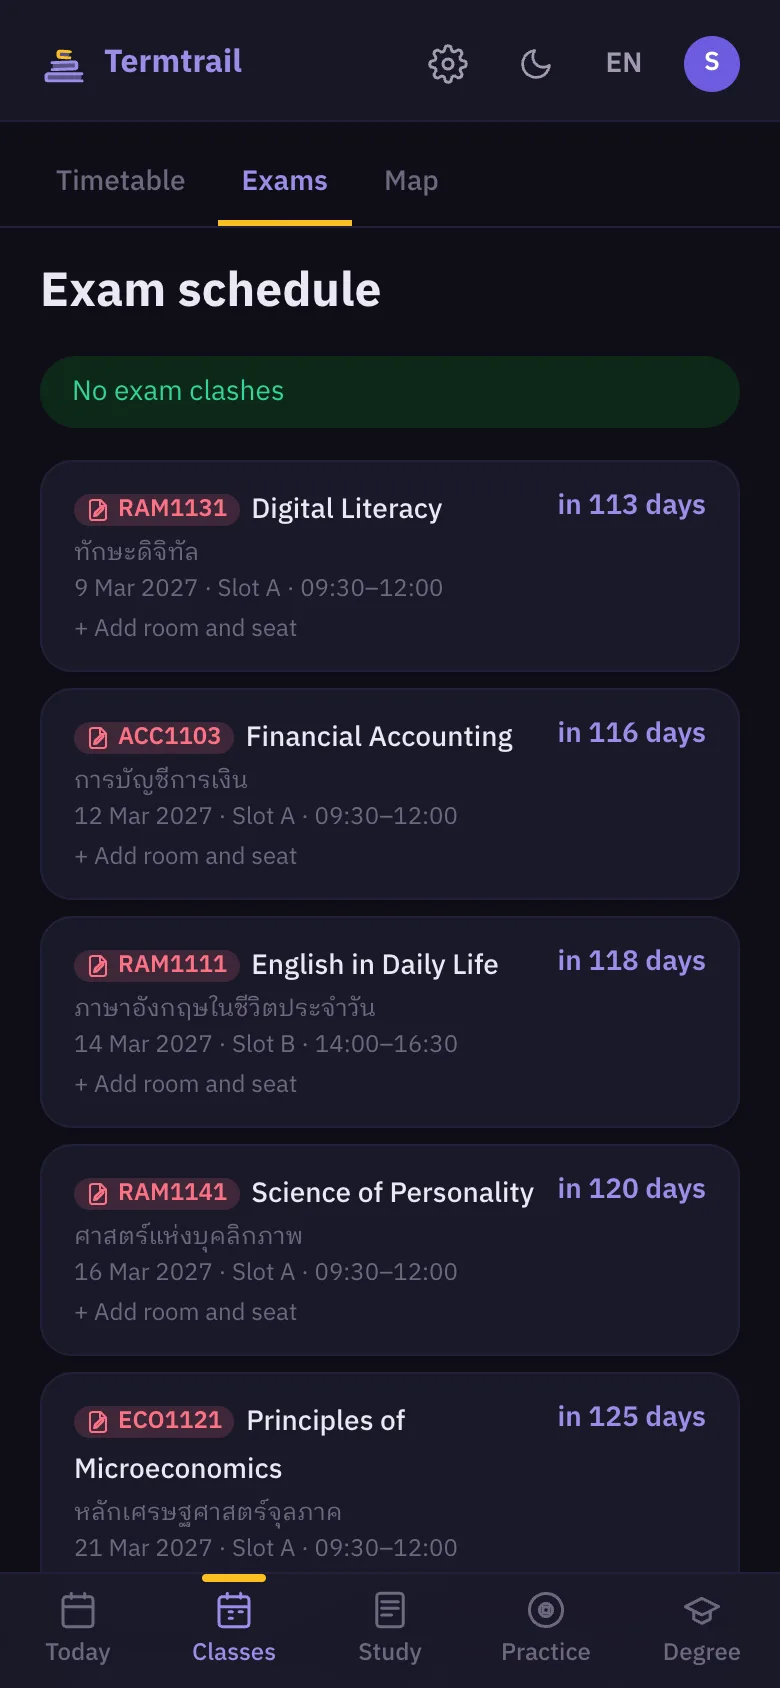 Termtrail
EN
S
Timetable
Exams
Map
Exam schedule
No exam clashes
RAM1131 Digital Literacy
in 113 days
ทักษะดิจิทัล
9 Mar 2027 · Slot A · 09:30–12:00
+ Add room and seat
ACC1103 Financial Accounting
in 116 days
การบัญชีการเงิน
12 Mar 2027 · Slot A · 09:30–12:00
+ Add room and seat
RAM1111 English in Daily Life
in 118 days
ภาษาอังกฤษในชีวิตประจำวัน
14 Mar 2027 · Slot B · 14:00–16:30
+ Add room and seat
RAM1141 Science of Personality
in 120 days
ศาสตร์แห่งบุคลิกภาพ
16 Mar 2027 · Slot A · 09:30–12:00
+ Add room and seat
ECO1121 Principles of
Microeconomics
in 125 days
หลักเศรษฐศาสตร์จุลภาค
21 Mar 2027 · Slot A · 09:30–12:00
Today
Classes
Study
Practice
Degree